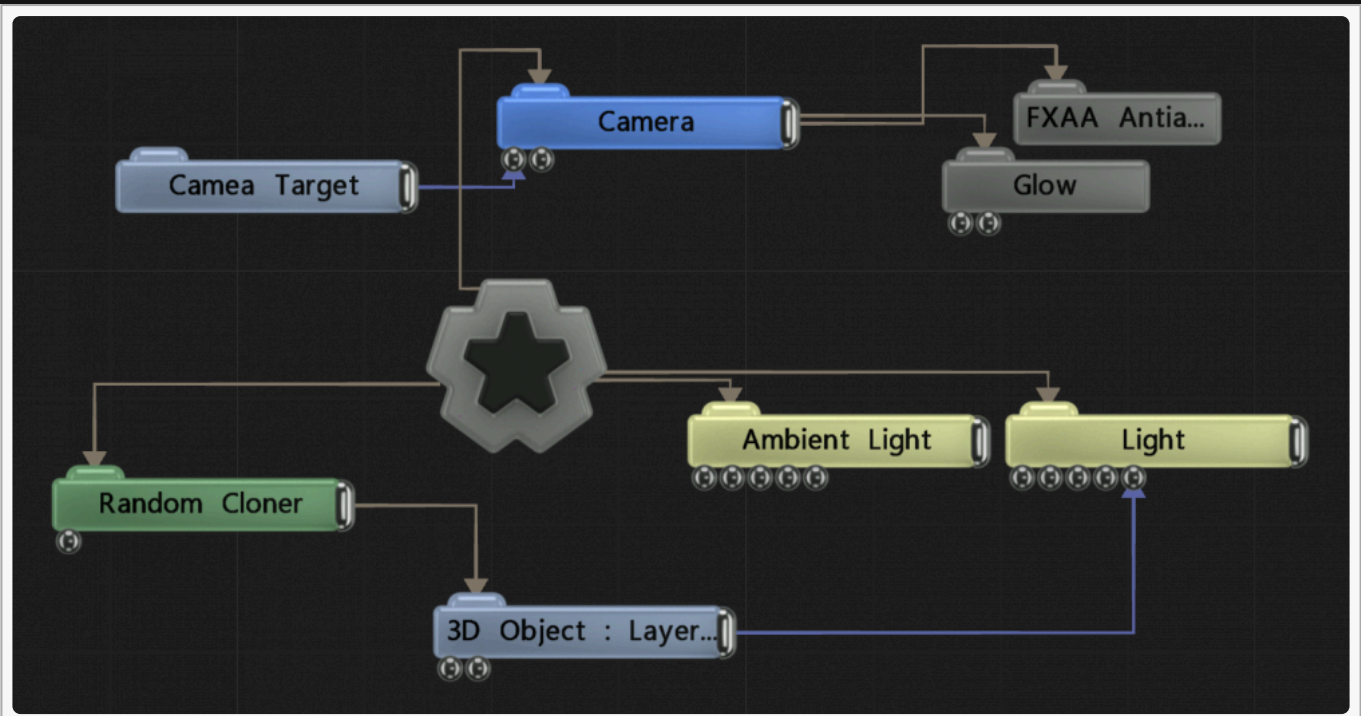 Camera
FXAA Antia...
Camea Target
Glow
Ambient Light
Light
Random Cloner
3D Object : Layer...